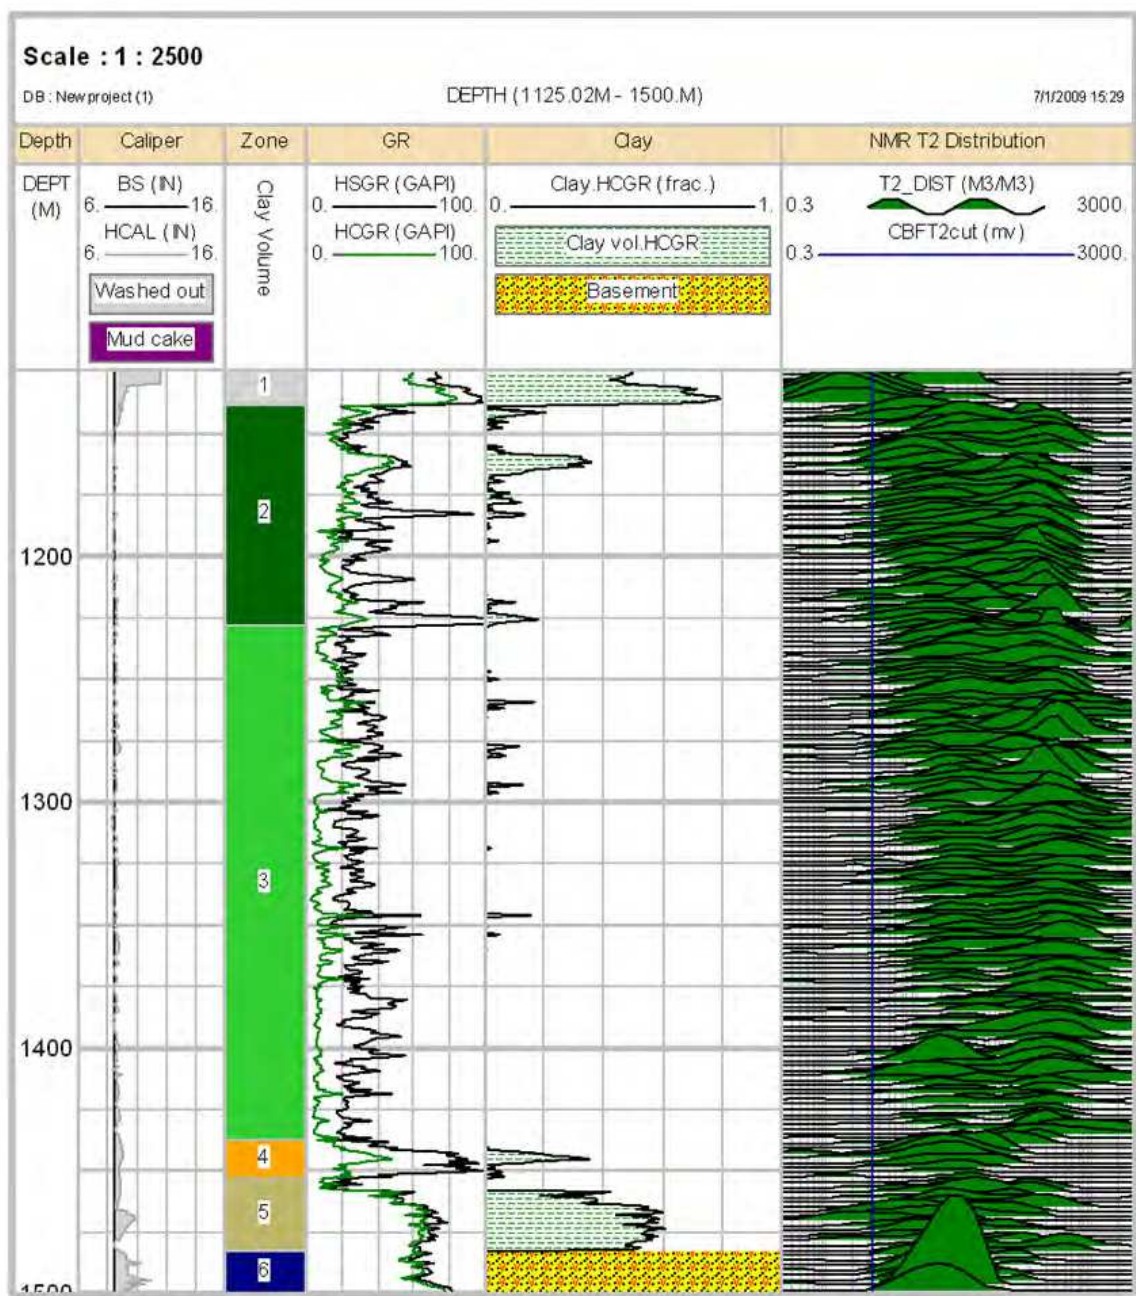 Scale : 1 : 2500
DB : New project (1) DEPTH (1125.02M - 1500.M) 7/1/2009 15:29
Depth Caliper Zone GR Clay NMR T2 Distribution
DEPT (M)
BS (IN)
6. 16.
HCAL (IN)
6. 16.
Washed out
Mud cake
Clay Volume
HSGR (GAPI)
0. 100.
HCGR (GAPI)
0. 100.
Clay.HCGR (frac.)
0. 1.
Clay vol.HCGR
Basement
T2_DIST (M3/M3)
0.3 3000.
CBFT2cut (mv)
0.3 3000.
1
2
1200
1300
3
1400
4
5
6
1500